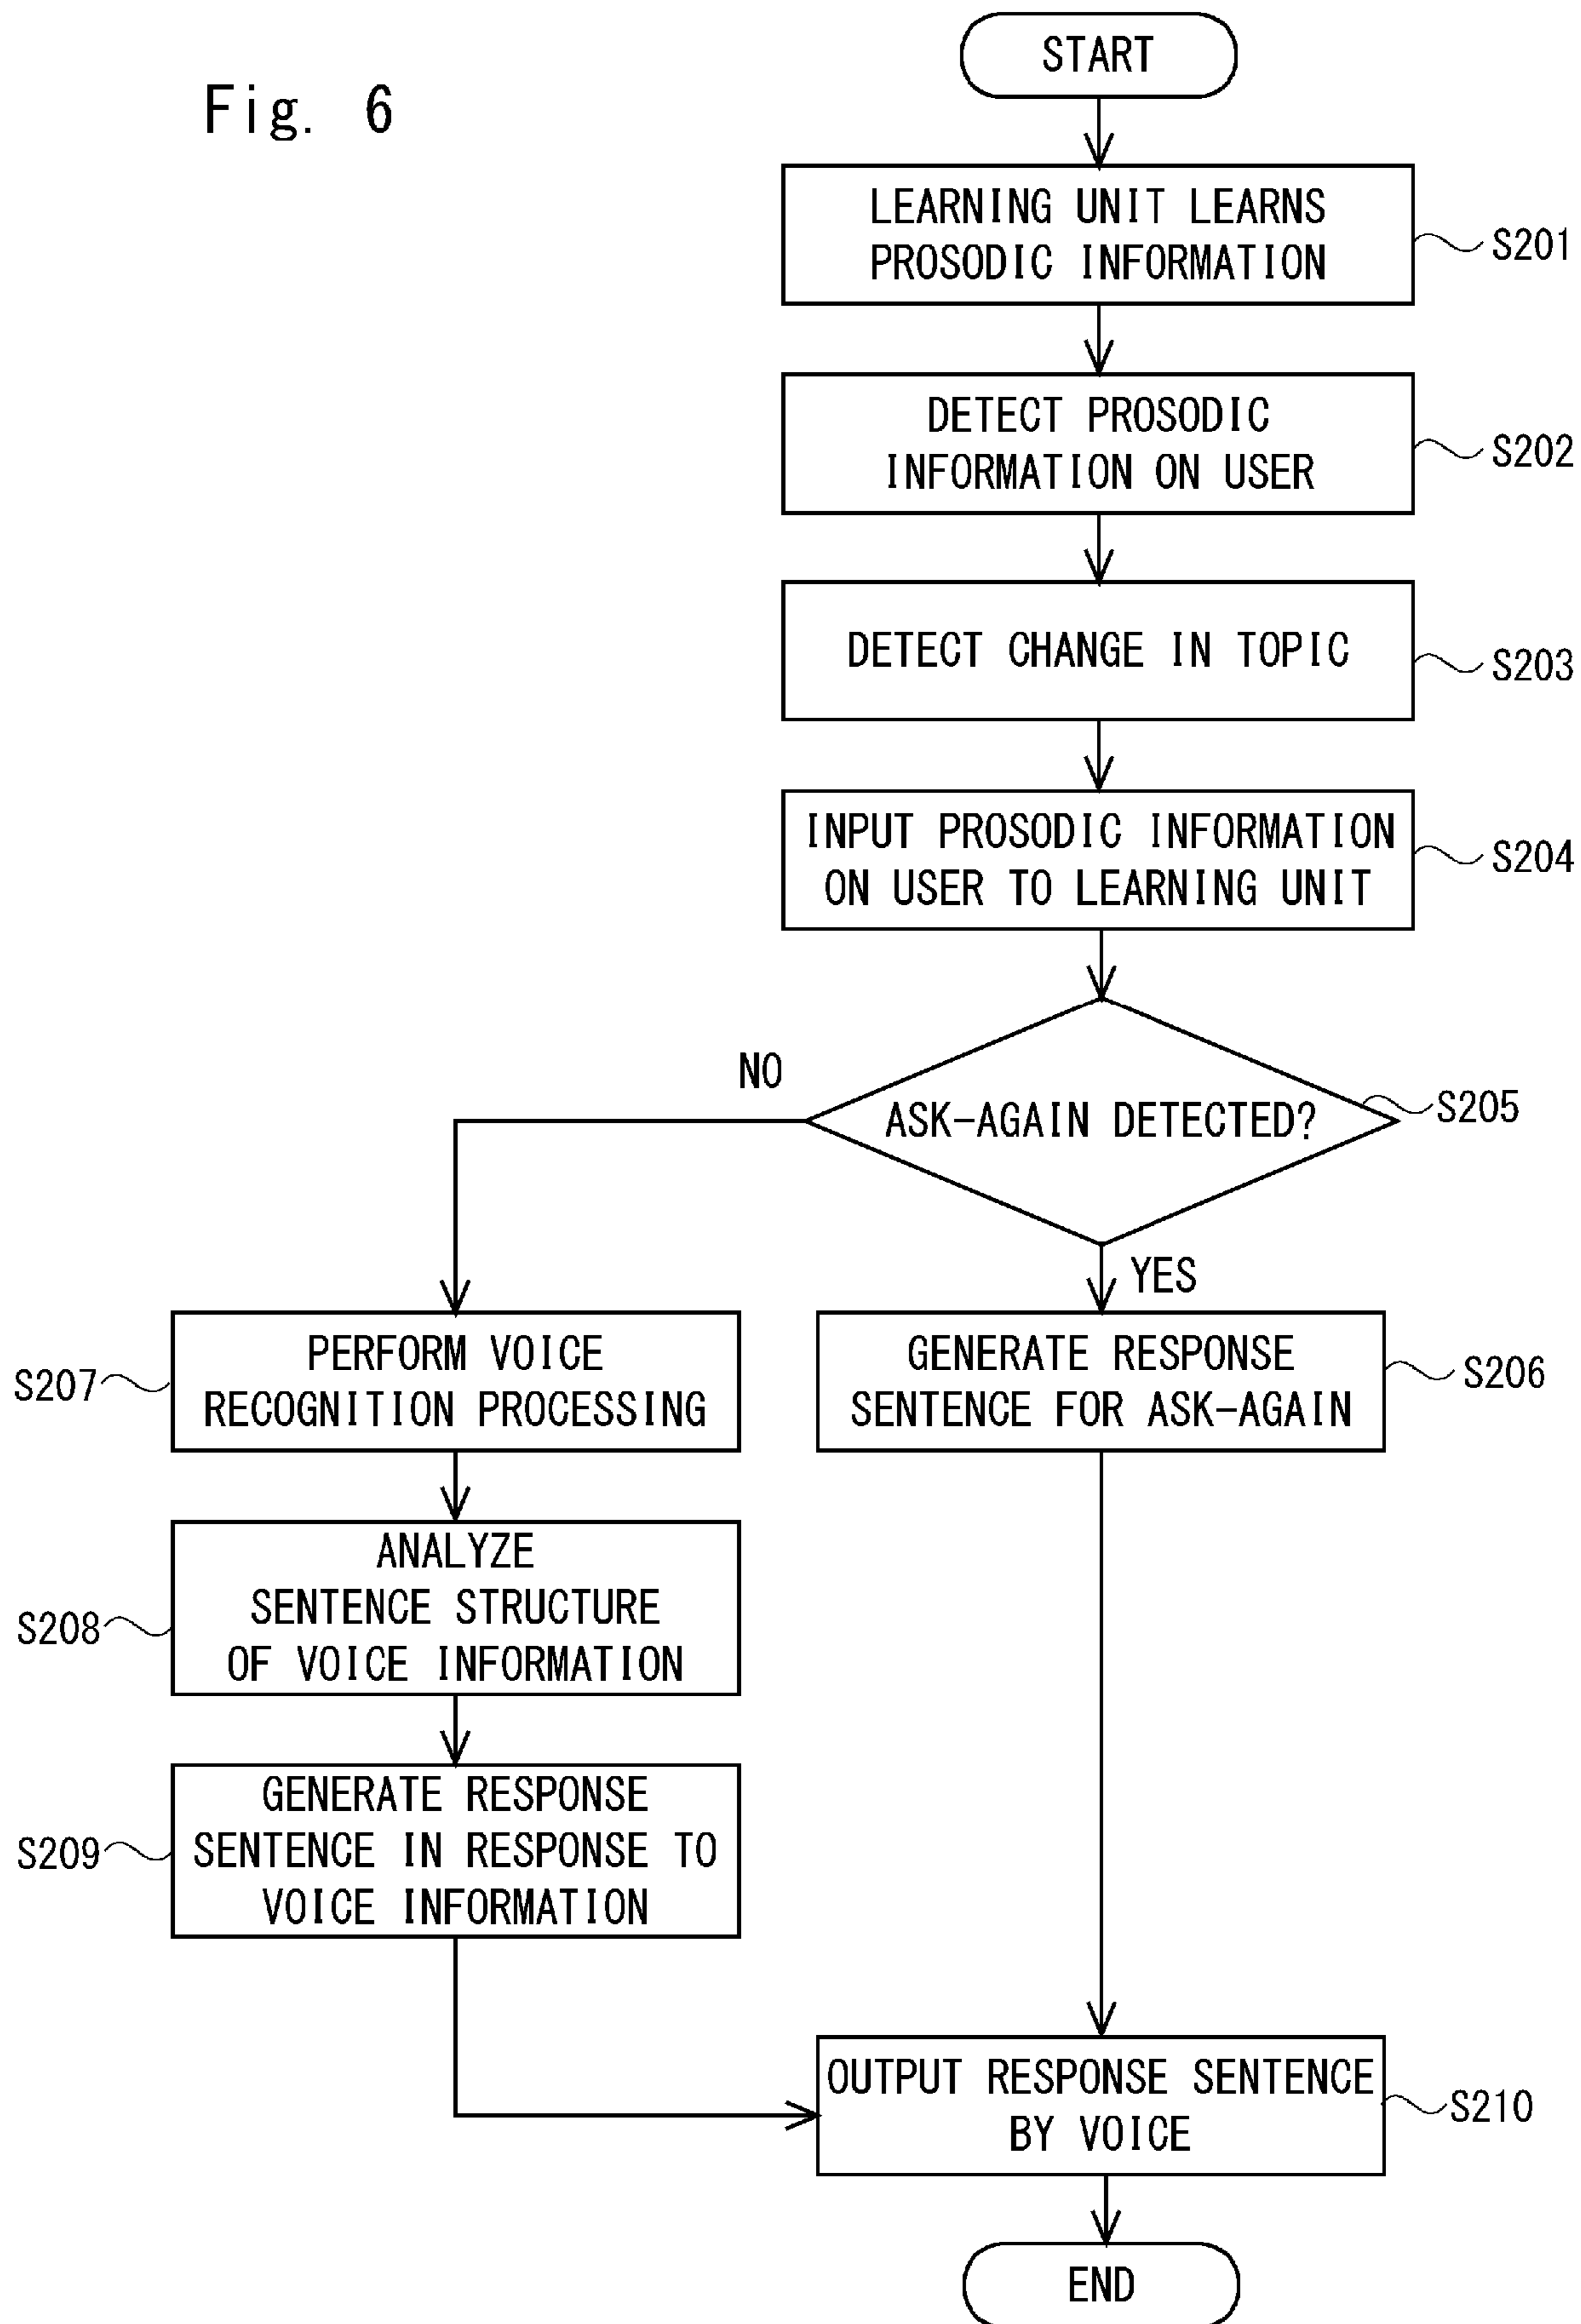 Fig. 6
START
LEARNING UNIT LEARNS
PROSODIC INFORMATION
S201
DETECT PROSODIC
INFORMATION ON USER
S202
DETECT CHANGE IN TOPIC
S203
INPUT PROSODIC INFORMATION
ON USER TO LEARNING UNIT
S204
NO
ASK-AGAIN DETECTED?
S205
YES
S207
PERFORM VOICE
RECOGNITION PROCESSING
GENERATE RESPONSE
SENTENCE FOR ASK-AGAIN
S206
S208
ANALYZE
SENTENCE STRUCTURE
OF VOICE INFORMATION
S209
GENERATE RESPONSE
SENTENCE IN RESPONSE TO
VOICE INFORMATION
OUTPUT RESPONSE SENTENCE
BY VOICE
S210
END